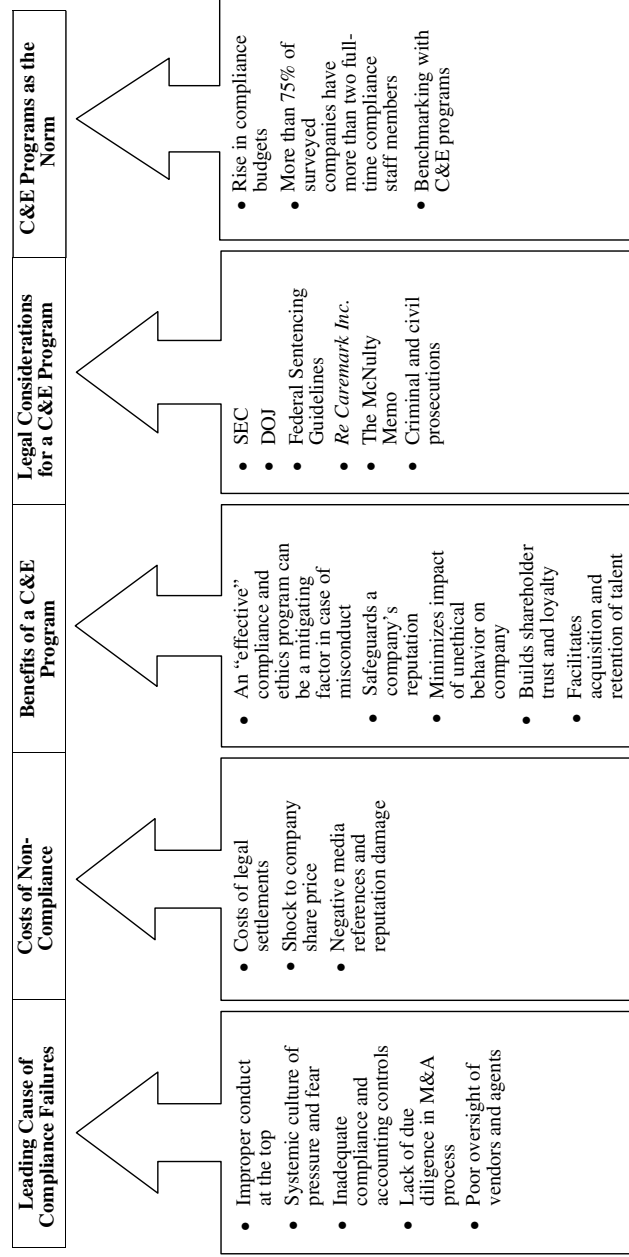 Leading Cause of
Compliance Failures
• Improper conduct
at the top
• Systemic culture of
pressure and fear
• Inadequate
compliance and
accounting controls
• Lack of due
diligence in M&A
process
• Poor oversight of
vendors and agents
Costs of Non-
Compliance
• Costs of legal
settlements
• Shock to company
share price
• Negative media
references and
reputation damage
Benefits of a C&E
Program
• An “effective”
compliance and
ethics program can
be a mitigating
factor in case of
misconduct
• Safeguards a
company’s
reputation
• Minimizes impact
of unethical
behavior on
company
• Builds shareholder
trust and loyalty
• Facilitates
acquisition and
retention of talent
Legal Considerations
for a C&E Program
• SEC
• DOJ
• Federal Sentencing
Guidelines
• Re Caremark Inc.
• The McNulty
Memo
• Criminal and civil
prosecutions
C&E Programs as the
Norm
• Rise in compliance
budgets
• More than 75% of
surveyed
companies have
more than two full-
time compliance
staff members
• Benchmarking with
C&E programs